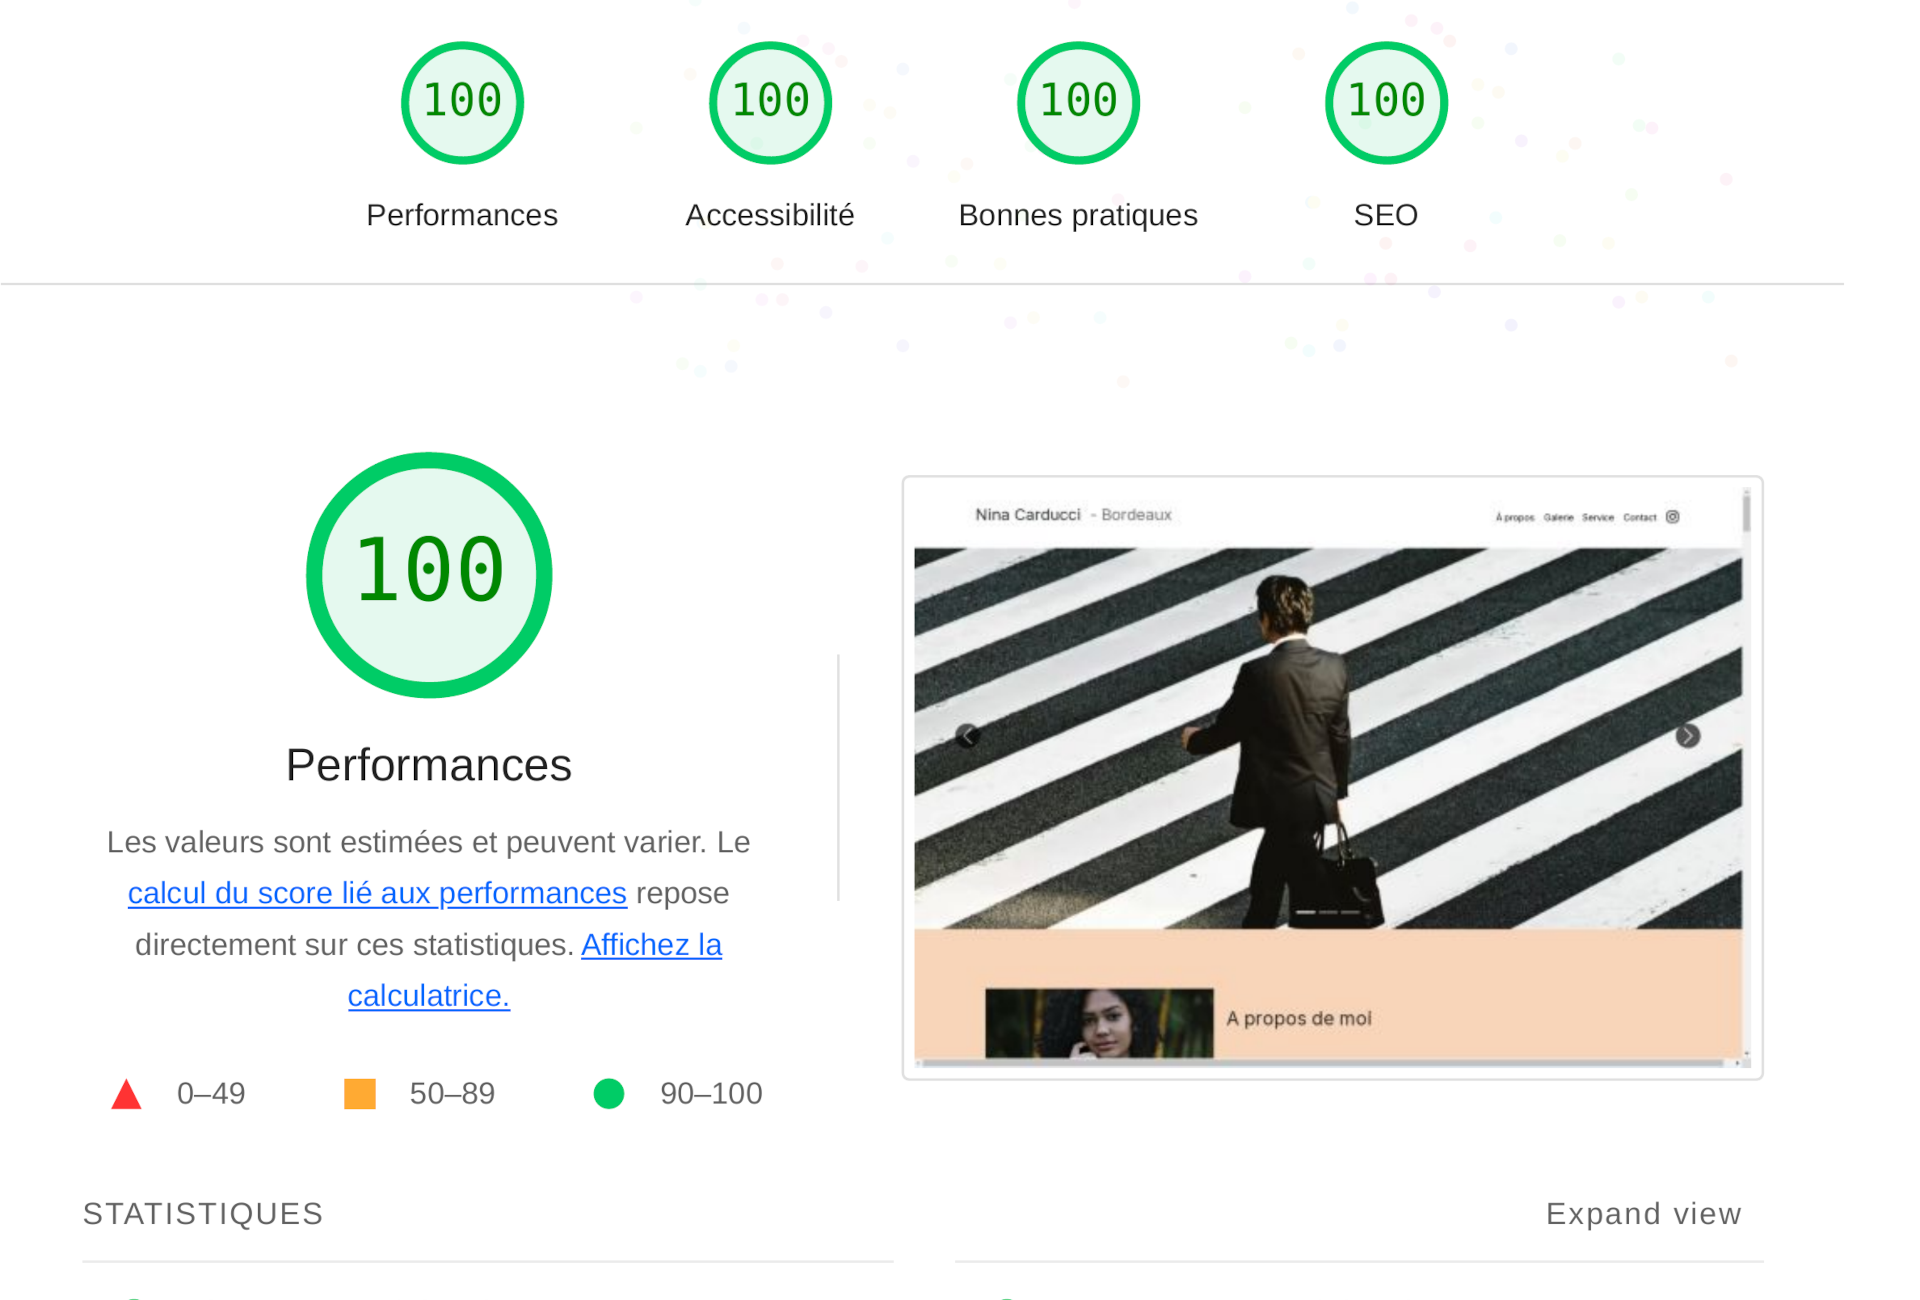 100 100 100 100
Performances Accessibilité Bonnes pratiques SEO
100
Performances
Les valeurs sont estimées et peuvent varier. Le
calcul du score lié aux performances repose
directement sur ces statistiques. Affichez la
calculatrice.
0–49 50–89 90–100
Nina Carducci - Bordeaux
À propos Galerie Service Contact
A propos de moi
STATISTIQUES
Expand view